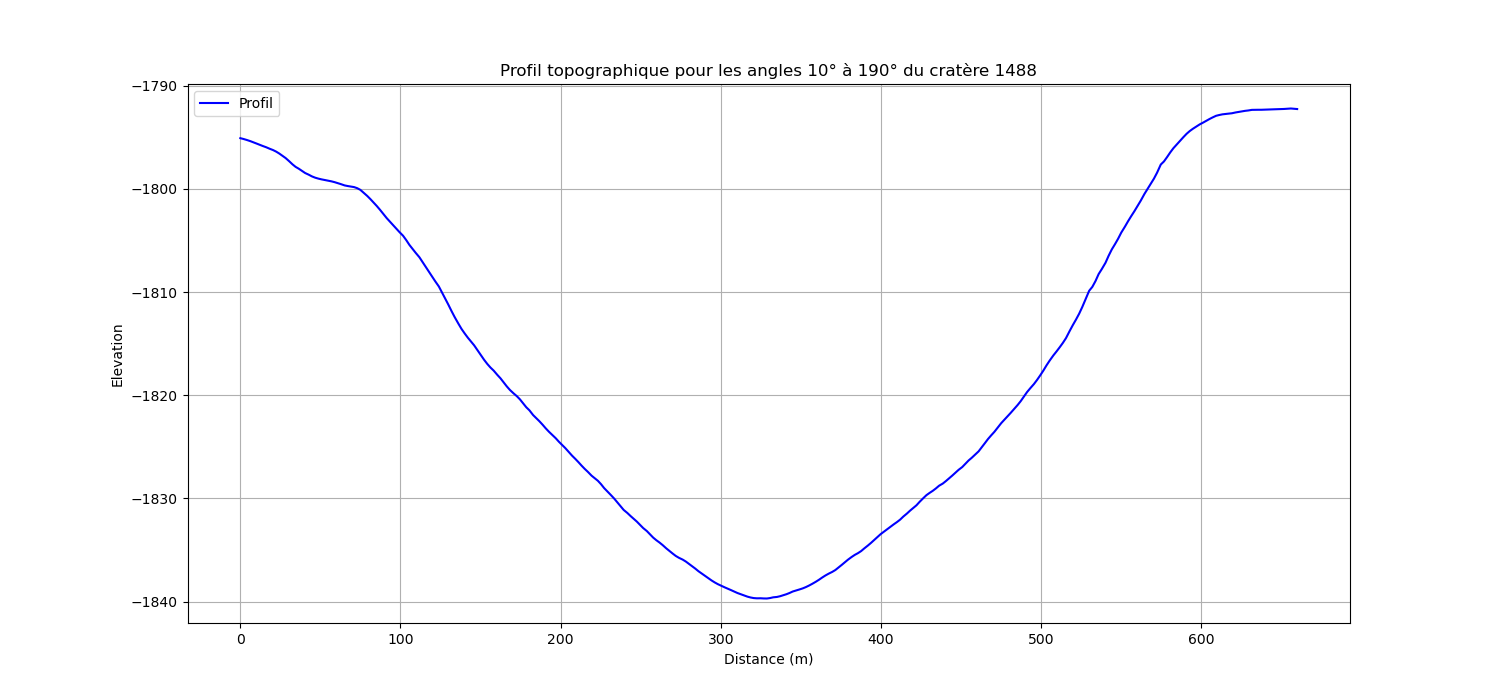 Profil topographique pour les angles 10° à 190° du cratère 1488
Profil
Elevation
−1790
−1800
−1810
−1820
−1830
−1840
0 100 200 300 400 500 600
Distance (m)